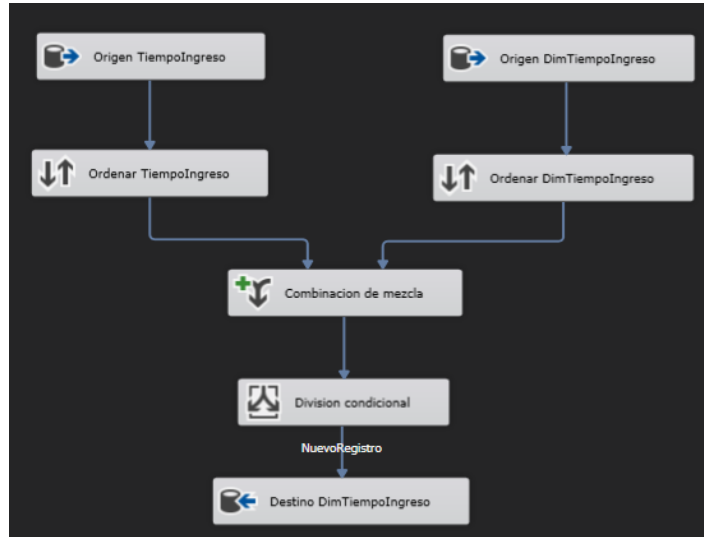 Origen TiempoIngreso
Origen DimTiempoIngreso
Ordenar TiempoIngreso
Ordenar DimTiempoIngreso
Combinacion de mezcla
Division condicional
NuevoRegistro
Destino DimTiempoIngreso